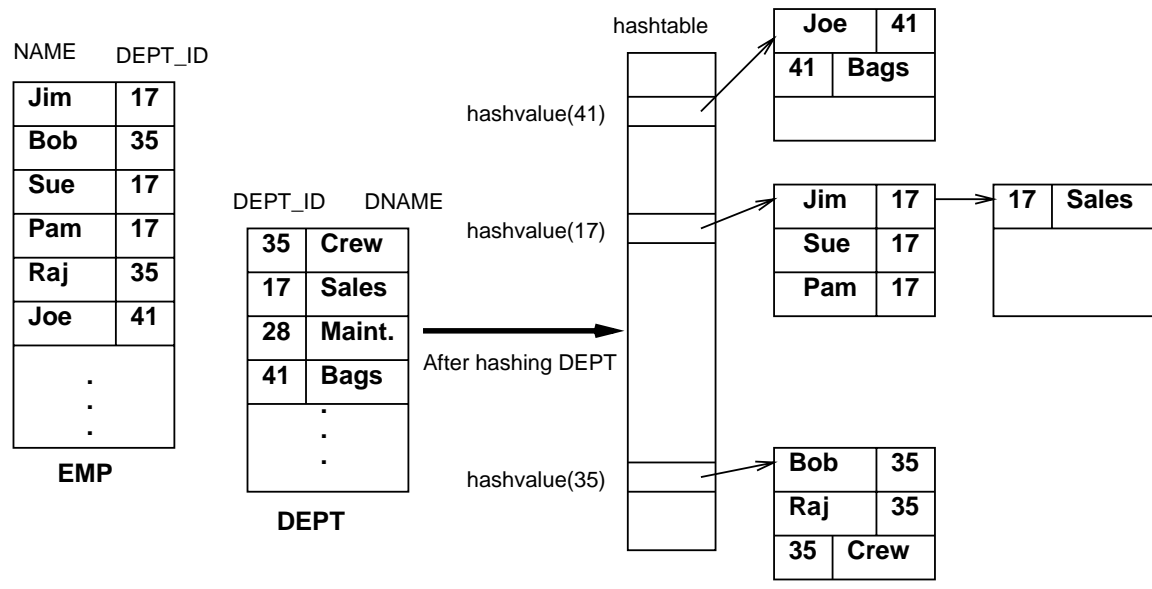 NAME DEPT_ID
Jim 17
Bob 35
Sue 17
Pam 17
Raj 35
Joe 41
.
.
.
EMP
DEPT_ID DNAME
35 Crew
17 Sales
28 Maint.
41 Bags
.
.
.
DEPT
After hashing DEPT
hashtable
hashvalue(41)
hashvalue(17)
hashvalue(35)
Joe 41
41 Bags
Jim 17
Sue 17
Pam 17
17 Sales
Bob 35
Raj 35
35 Crew